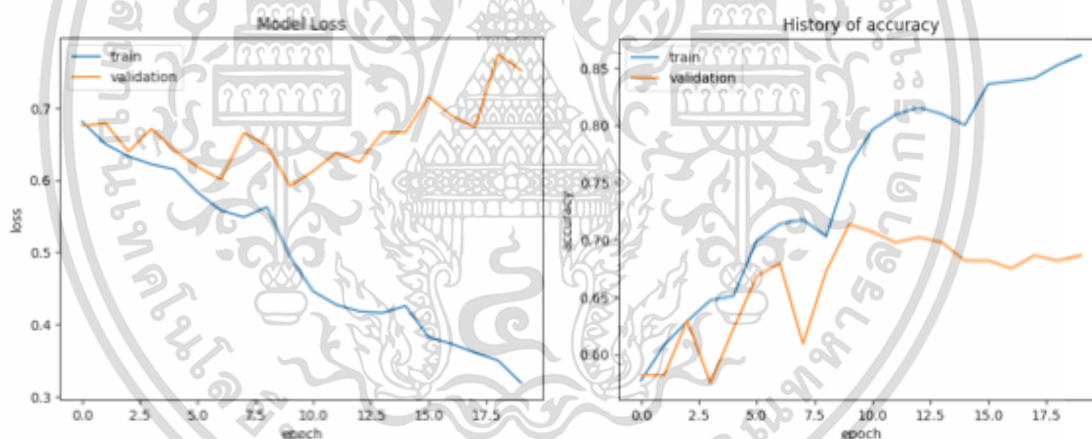 Model Loss
train
validation
0.7
0.6
0.5
0.4
0.3
loss
0.0 2.5 5.0 7.5 10.0 12.5 15.0 17.5
epoch
History of accuracy
train
validation
0.85
0.80
0.75
0.70
0.65
0.60
accuracy
0.0 2.5 5.0 7.5 10.0 12.5 15.0 17.5
epoch